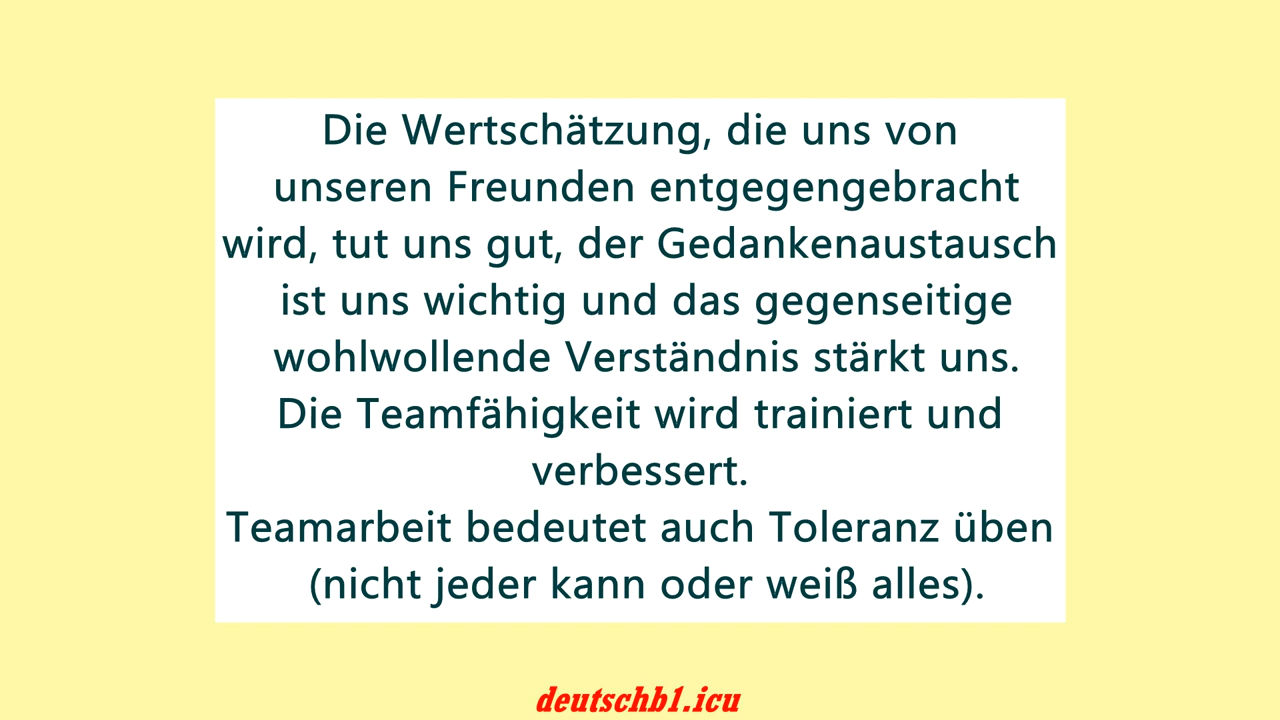 Die Wertschätzung, die uns von
unseren Freunden entgegengebracht
wird, tut uns gut, der Gedankenaustausch
ist uns wichtig und das gegenseitige
wohlwollende Verständnis stärkt uns.
Die Teamfähigkeit wird trainiert und
verbessert.
Teamarbeit bedeutet auch Toleranz üben
(nicht jeder kann oder weiß alles).
deutschb1.icu